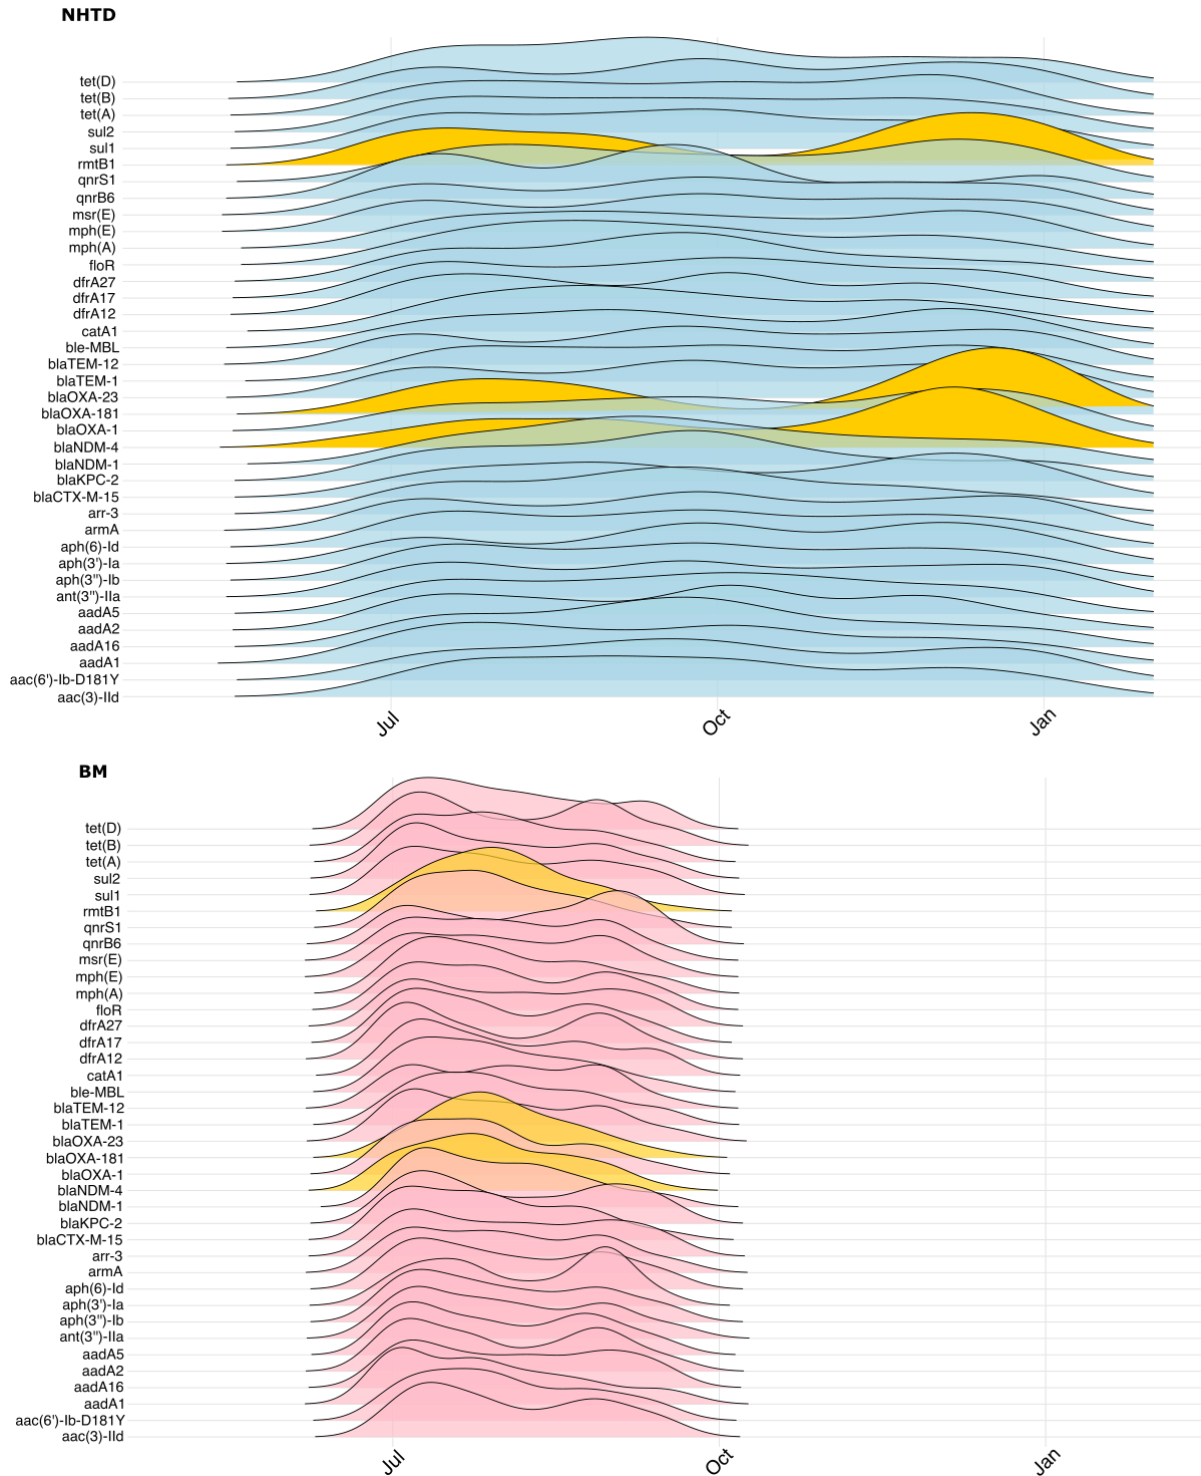 NHTD
tet(D)
tet(B)
tet(A)
sul2
sul1
rmtB1
qnrS1
qnrB6
msr(E)
mph(E)
mph(A)
floR
dfrA27
dfrA17
dfrA12
catA1
ble-MBL
blaTEM-12
blaTEM-1
blaOXA-23
blaOXA-181
blaOXA-1
blaNDM-4
blaNDM-1
blaKPC-2
blaCTX-M-15
arr-3
armA
aph(6)-Id
aph(3')-Ia
aph(3")-Ib
ant(3")-IIa
aadA5
aadA2
aadA16
aadA1
aac(6')-Ib-D181Y
aac(3)-IId
Jul Oct Jan
BM
tet(D)
tet(B)
tet(A)
sul2
sul1
rmtB1
qnrS1
qnrB6
msr(E)
mph(E)
mph(A)
floR
dfrA27
dfrA17
dfrA12
catA1
ble-MBL
blaTEM-12
blaTEM-1
blaOXA-23
blaOXA-181
blaOXA-1
blaNDM-4
blaNDM-1
blaKPC-2
blaCTX-M-15
arr-3
armA
aph(6)-Id
aph(3')-Ia
aph(3")-Ib
ant(3")-IIa
aadA5
aadA2
aadA16
aadA1
aac(6')-Ib-D181Y
aac(3)-IId
Jul Oct Jan